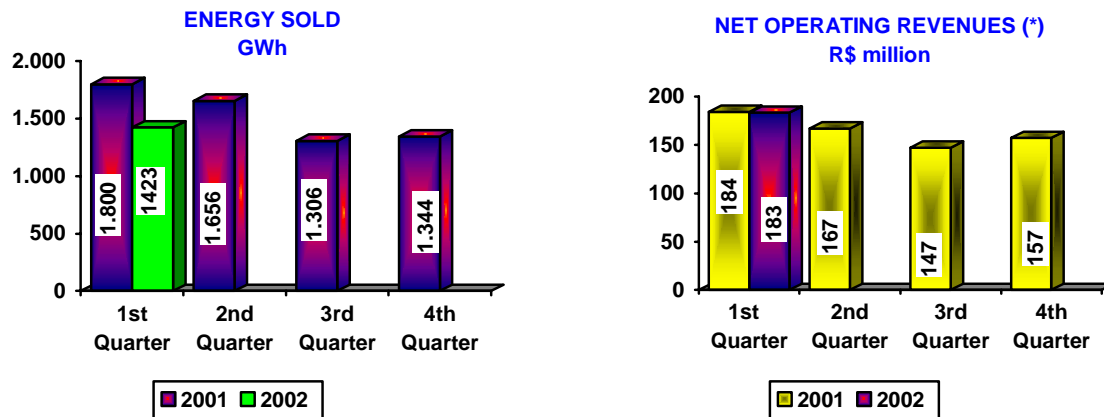 ENERGY SOLD
GWh
2.000
1.500
1.000
500
0
1.800
1423
1.656
1.306
1.344
1st
Quarter
2nd
Quarter
3rd
Quarter
4th
Quarter
2001
2002
NET OPERATING REVENUES (*)
R$ million
200
150
100
50
0
184
183
167
147
157
1st
Quarter
2nd
Quarter
3rd
Quarter
4th
Quarter
2001
2002